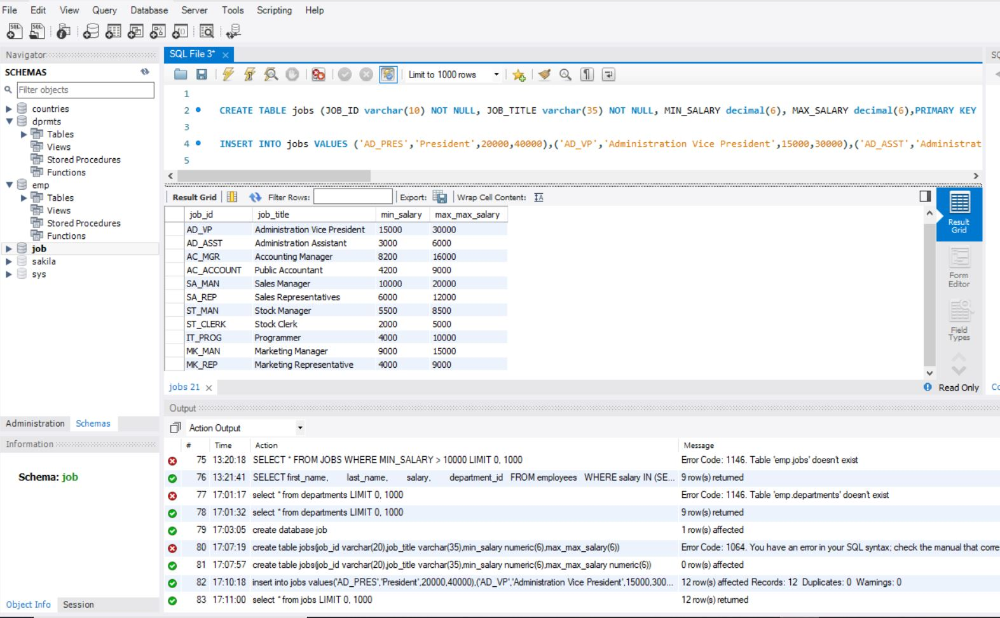 File Edit View Query Database Server Tools Scripting Help
SQL SQL
Navigator
SCHEMAS
Filter objects
countries
dprmts
Tables
Views
Stored Procedures
Functions
emp
Tables
Views
Stored Procedures
Functions
job
sakila
sys
Administration Schemas
Information
Schema: job
Object Info Session
SQL File 3*
Limit to 1000 rows
1
2 CREATE TABLE jobs (JOB_ID varchar(10) NOT NULL, JOB_TITLE varchar(35) NOT NULL, MIN_SALARY decimal(6), MAX_SALARY decimal(6),PRIMARY KEY
3
4 INSERT INTO jobs VALUES ('AD_PRES','President',20000,40000),('AD_VP','Administration Vice President',15000,30000),('AD_ASST','Administrat
5
Result Grid Filter Rows: Export: Wrap Cell Content:
job_id job_title min_salary max_max_salary
AD_VP Administration Vice President 15000 30000
AD_ASST Administration Assistant 3000 6000
AC_MGR Accounting Manager 8200 16000
AC_ACCOUNT Public Accountant 4200 9000
SA_MAN Sales Manager 10000 20000
SA_REP Sales Representatives 6000 12000
ST_MAN Stock Manager 5500 8500
ST_CLERK Stock Clerk 2000 5000
IT_PROG Programmer 4000 10000
MK_MAN Marketing Manager 9000 15000
MK_REP Marketing Representative 4000 9000
Result
Grid
Form
Editor
Field
Types
jobs 21
Read Only
Output
Action Output
# Time Action Message
75 13:20:18 SELECT * FROM JOBS WHERE MIN_SALARY > 10000 LIMIT 0, 1000 Error Code: 1146. Table 'emp.jobs' doesn't exist
76 13:21:41 SELECT first_name, last_name, salary, department_id FROM employees WHERE salary IN (SE... 9 row(s) returned
77 17:01:17 select * from departments LIMIT 0, 1000 Error Code: 1146. Table 'emp.departments' doesn't exist
78 17:01:32 select * from departments LIMIT 0, 1000 9 row(s) returned
79 17:03:05 create database job 1 row(s) affected
80 17:07:19 create table jobs(job_id varchar(20),job_title varchar(35),min_salary numeric(6),max_max_salary(6)) Error Code: 1064. You have an error in your SQL syntax; check the manual that corre
81 17:07:57 create table jobs(job_id varchar(20),job_title varchar(35),min_salary numeric(6),max_max_salary numeric(6)) 0 row(s) affected
82 17:10:18 insert into jobs values('AD_PRES','President',20000,40000),('AD_VP','Administration Vice President',15000,300... 12 row(s) affected Records: 12 Duplicates: 0 Warnings: 0
83 17:11:00 select * from jobs LIMIT 0, 1000 12 row(s) returned